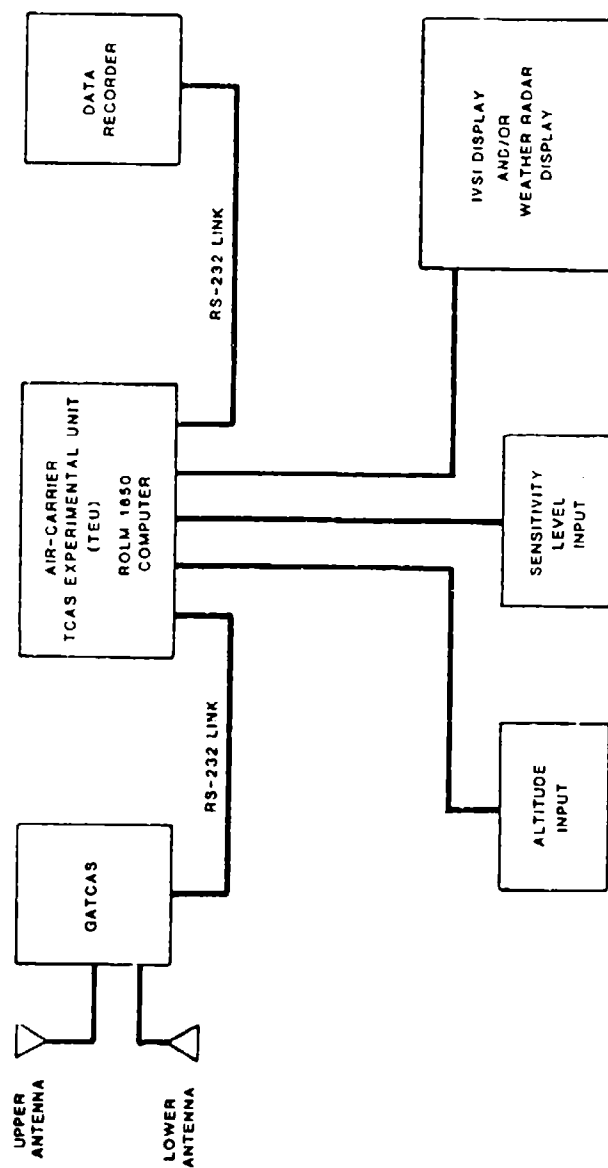 UPPER
ANTENNA
LOWER
ANTENNA
GATCAS
RS-232 LINK
AIR-CARRIER
TCAS EXPERIMENTAL UNIT
(TEU)
ROLM 1650
COMPUTER
RS-232 LINK
DATA
RECORDER
ALTITUDE
INPUT
SENSITIVITY
LEVEL
INPUT
IVSI DISPLAY
AND/OR
WEATHER RADAR
DISPLAY